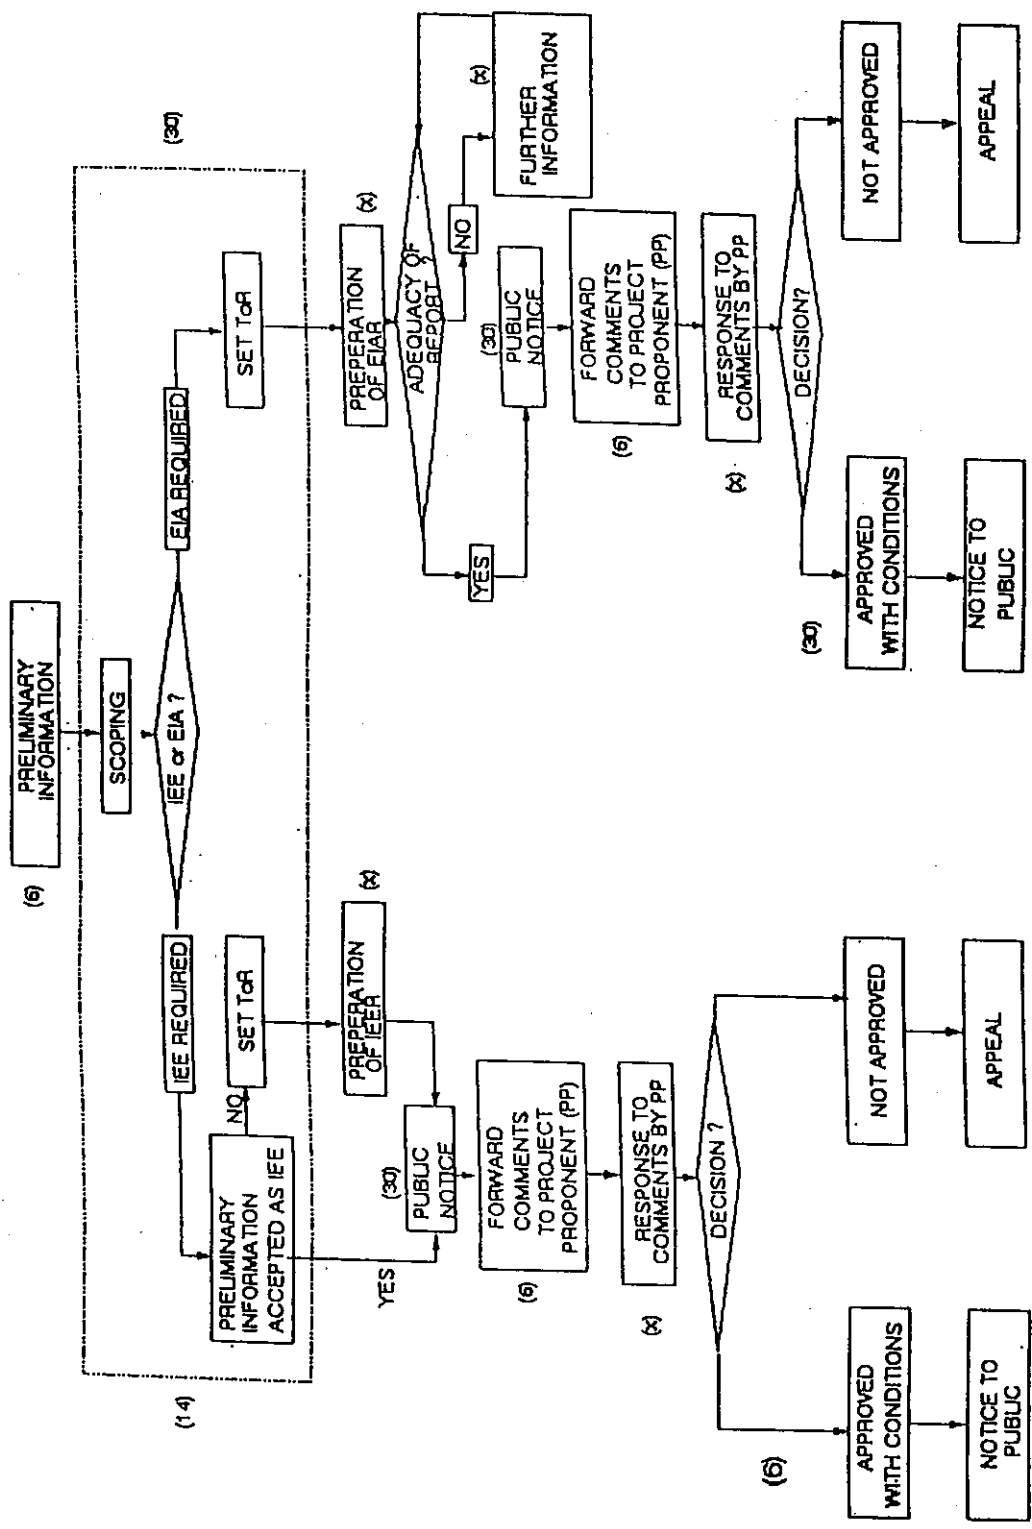 (6)
PRELIMINARY
INFORMATION
SCOPING
IEE or EIA ?
(14)
(30)
IEE REQUIRED
EIA REQUIRED
PRELIMINARY
INFORMATION
ACCEPTED AS IEE
NO
SET ToR
SET ToR
YES
PREPERATION
OF IEER
(x)
(30)
PUBLIC
NOTICE
(6)
FORWARD
COMMENTS
TO PROJECT
PROPONENT (PP)
(x)
RESPONSE TO
COMMENTS BY PP
DECISION ?
(6)
APPROVED
WITH CONDITIONS
NOTICE TO
PUBLIC
NOT APPROVED
APPEAL
PREPERATION
OF EIAR
(x)
ADEQUACY OF
REPORT ?
YES
NO
FURTHER
INFORMATION
(x)
(30)
PUBLIC
NOTICE
(6)
FORWARD
COMMENTS
TO PROJECT
PROPONENT (PP)
(x)
RESPONSE TO
COMMENTS BY PP
DECISION?
(30)
APPROVED
WITH CONDITIONS
NOTICE TO
PUBLIC
NOT APPROVED
APPEAL